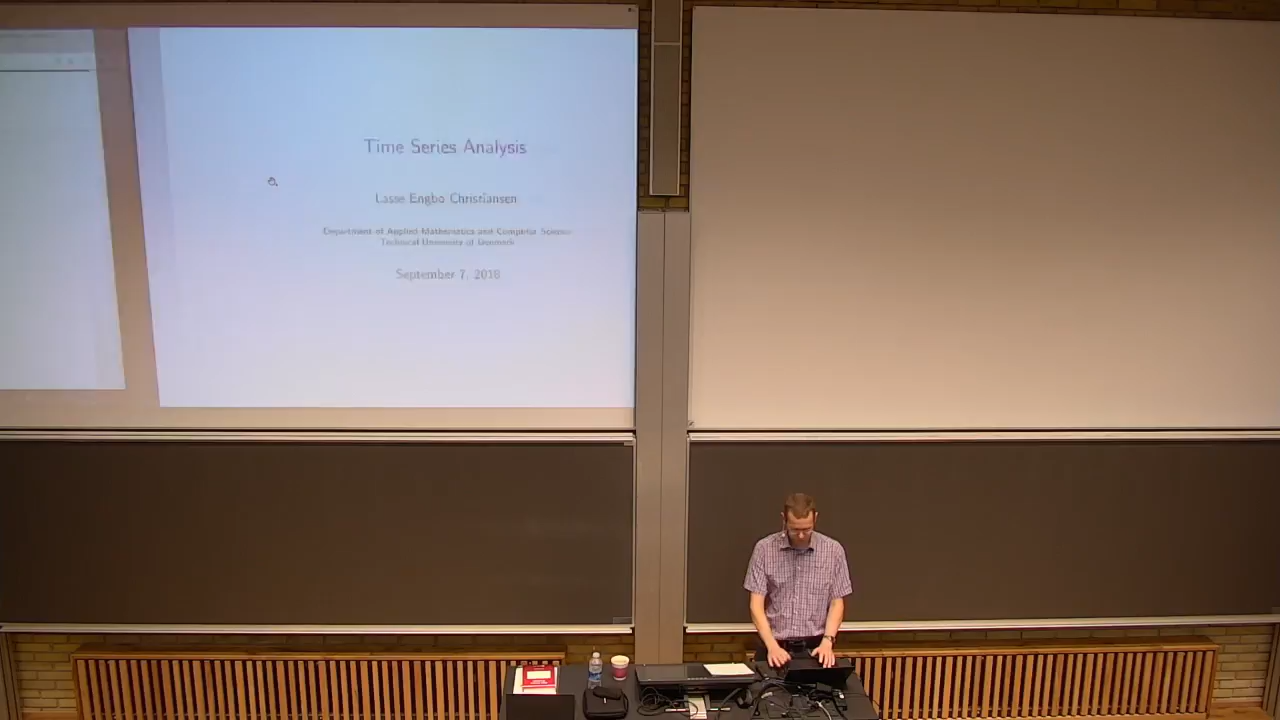 Time Series Analysis
Lasse Engbo Christiansen
Department of Applied Mathematics and Computer Science
Technical University of Denmark
September 7, 2018